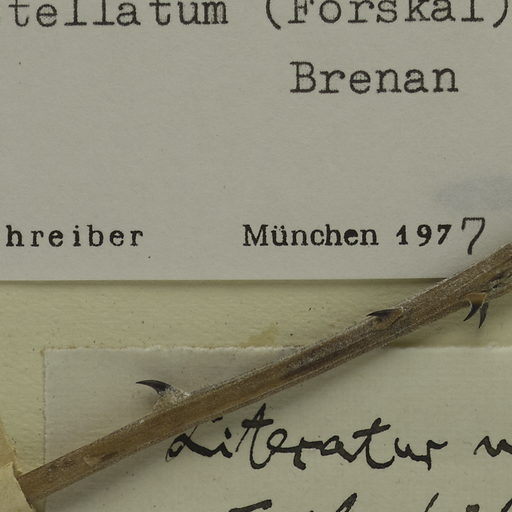 tellatum (Forskal)
Brenan
hreiber München 1977
Literatur